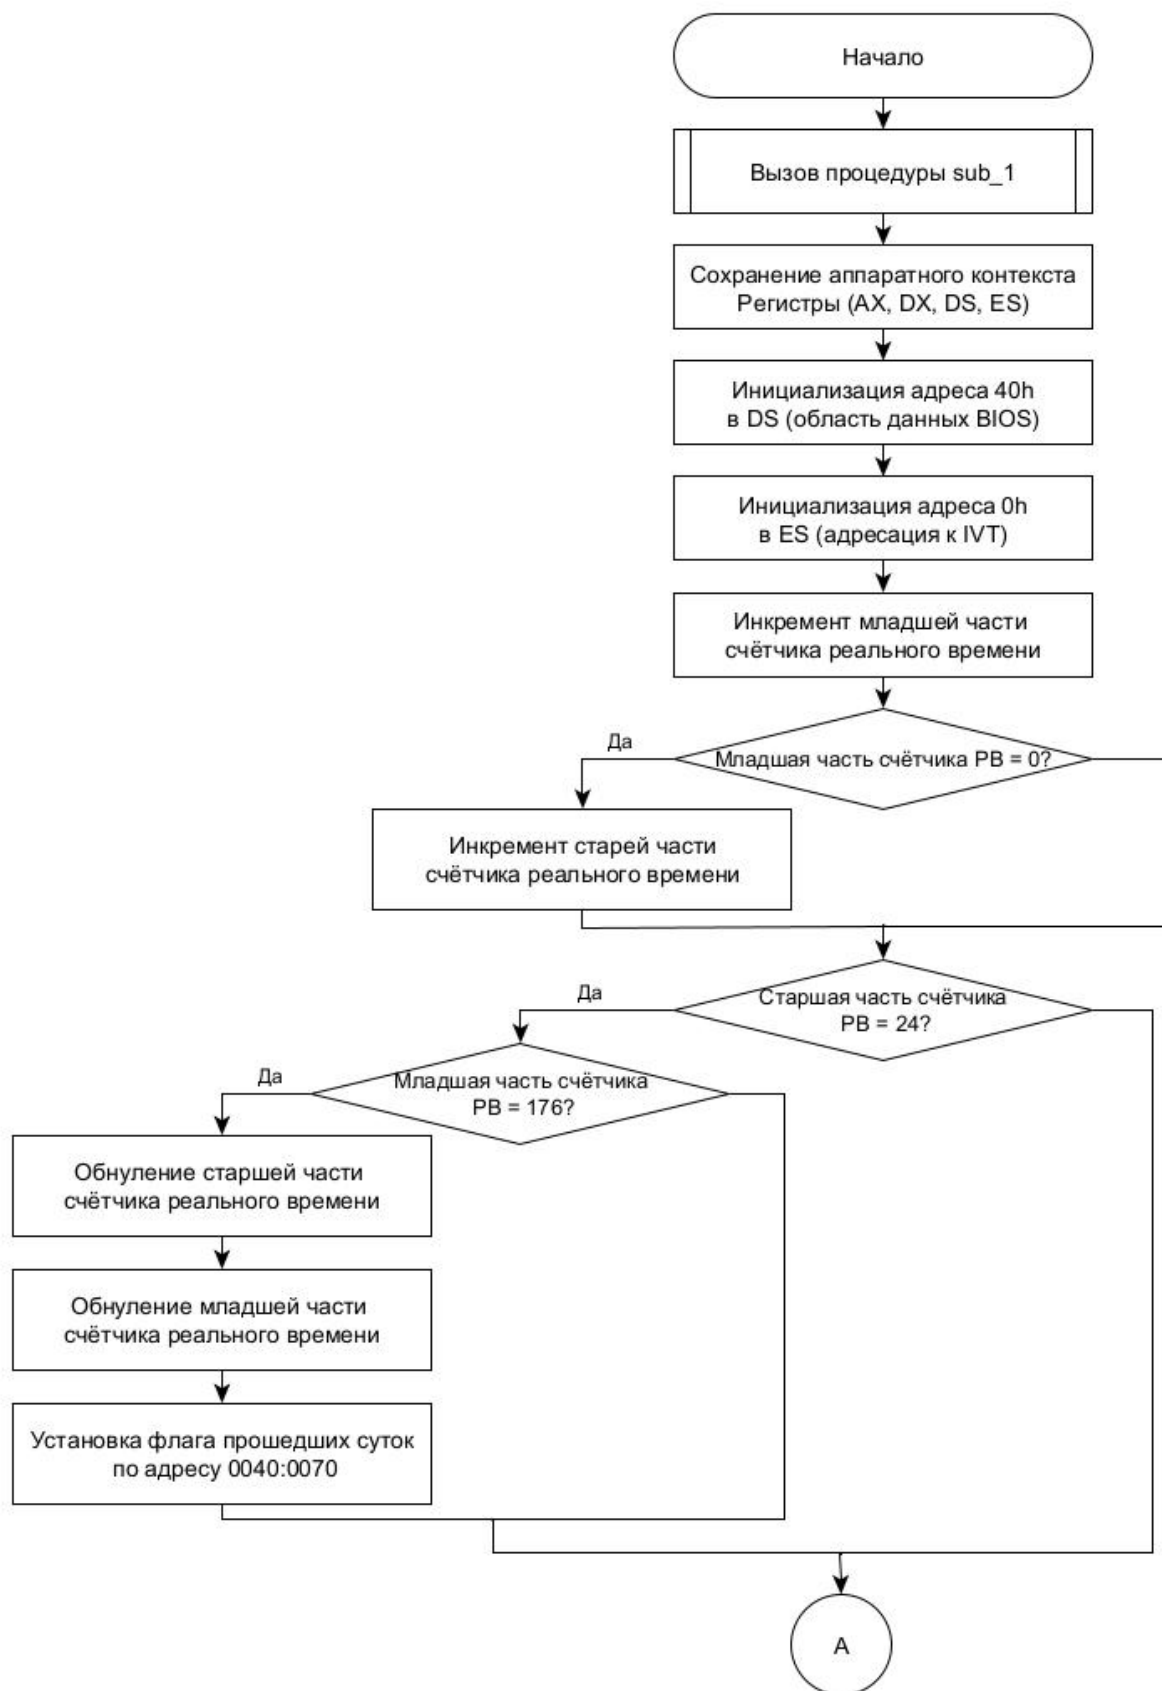 Начало
Вызов процедуры sub_1
Сохранение аппаратного контекста
Регистры (AX, DX, DS, ES)
Инициализация адреса 40h
в DS (область данных BIOS)
Инициализация адреса 0h
в ES (адресация к IVT)
Инкремент младшей части
счётчика реального времени
Да
Младшая часть счётчика РВ = 0?
Инкремент старей части
счётчика реального времени
Да
Старшая часть счётчика
РВ = 24?
Да
Младшая часть счётчика
РВ = 176?
Обнуление старшей части
счётчика реального времени
Обнуление младшей части
счётчика реального времени
Установка флага прошедших суток
по адресу 0040:0070
А